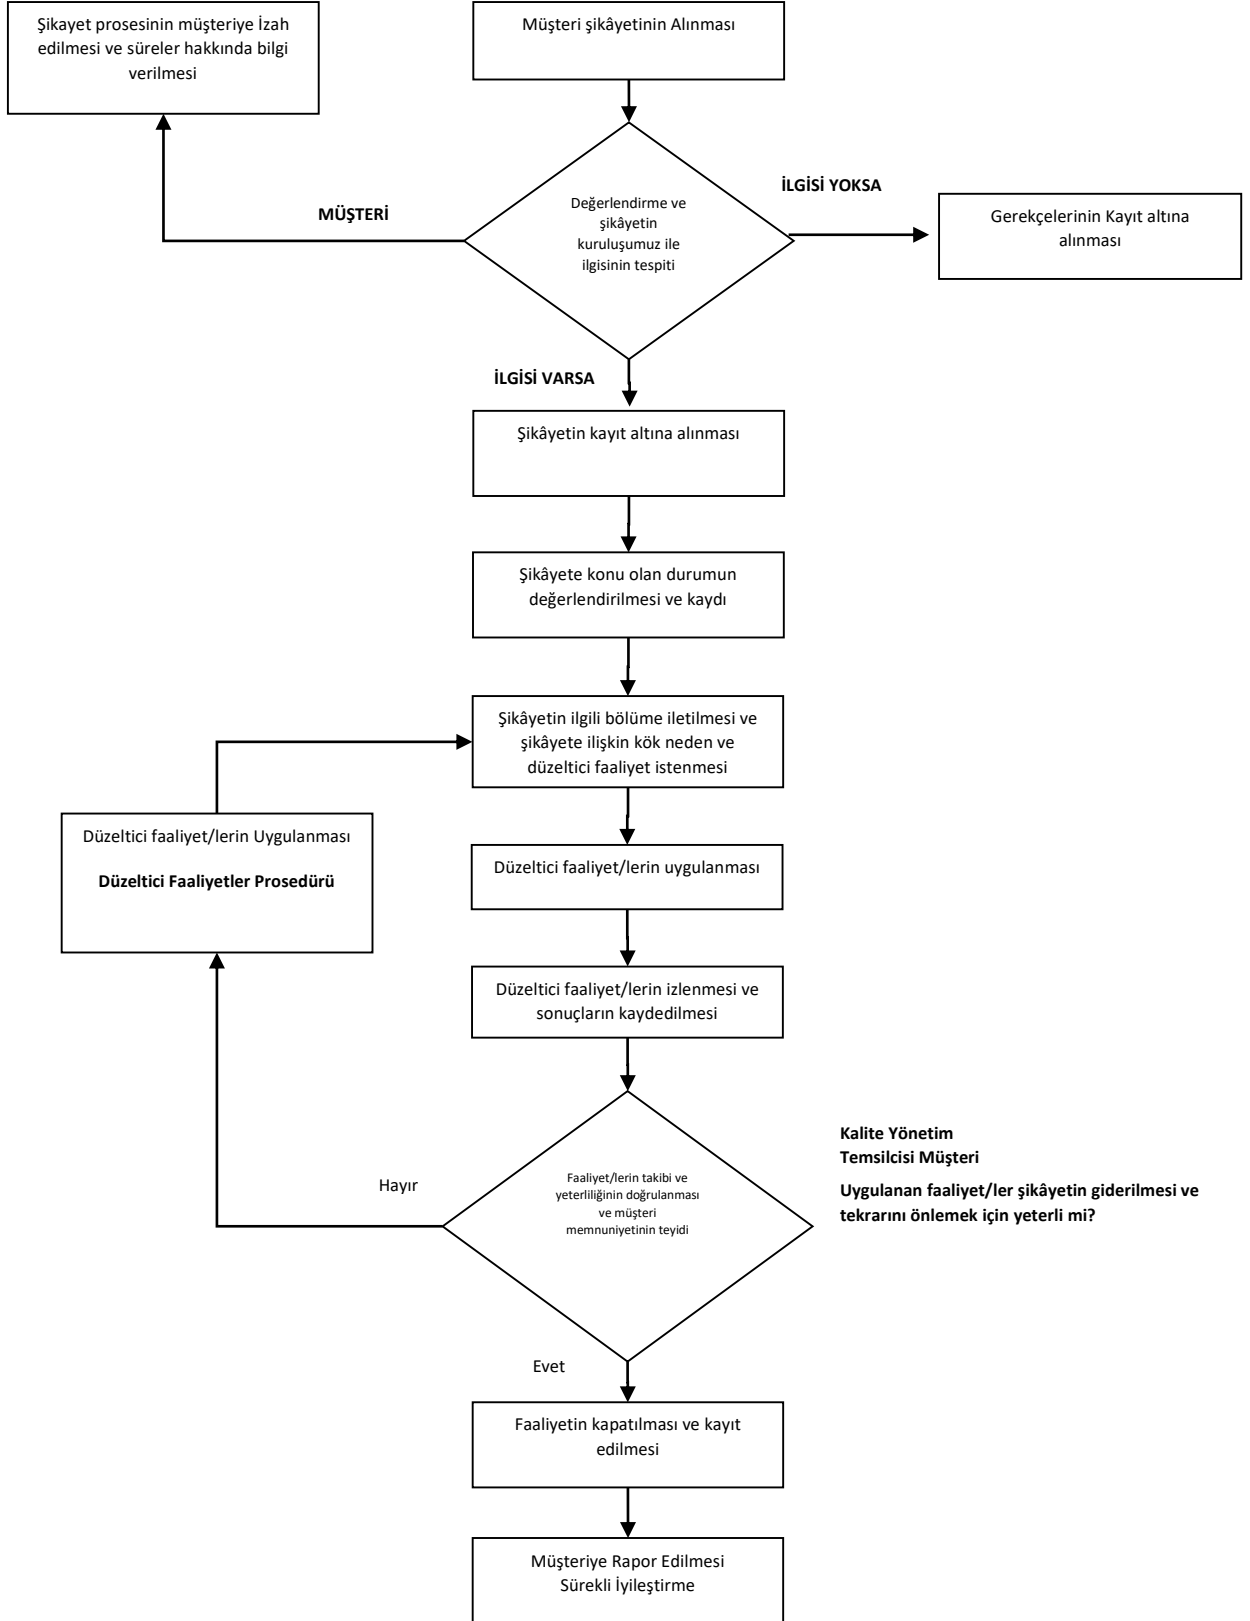 Şikayet prosesinin müşteriye İzah
edilmesi ve süreler hakkında bilgi
verilmesi
Müşteri şikâyetinin Alınması
MÜŞTERİ
Değerlendirme ve
şikâyetin
kuruluşumuz ile
ilgisinin tespiti
İLGİSİ YOKSA
Gerekçelerinin Kayıt altına
alınması
İLGİSİ VARSA
Şikâyetin kayıt altına alınması
Şikâyete konu olan durumun
değerlendirilmesi ve kaydı
Şikâyetin ilgili bölüme iletilmesi ve
şikâyete ilişkin kök neden ve
düzeltici faaliyet istenmesi
Düzeltici faaliyet/lerin Uygulanması
Düzeltici Faaliyetler Prosedürü
Düzeltici faaliyet/lerin uygulanması
Düzeltici faaliyet/lerin izlenmesi ve
sonuçların kaydedilmesi
Hayır
Faaliyet/lerin takibi ve
yeterliliğinin doğrulanması
ve müşteri
memnuniyetinin teyidi
Kalite Yönetim
Temsilcisi Müşteri
Uygulanan faaliyet/ler şikâyetin giderilmesi ve
tekrarını önlemek için yeterli mi?
Evet
Faaliyetin kapatılması ve kayıt
edilmesi
Müşteriye Rapor Edilmesi
Sürekli İyileştirme